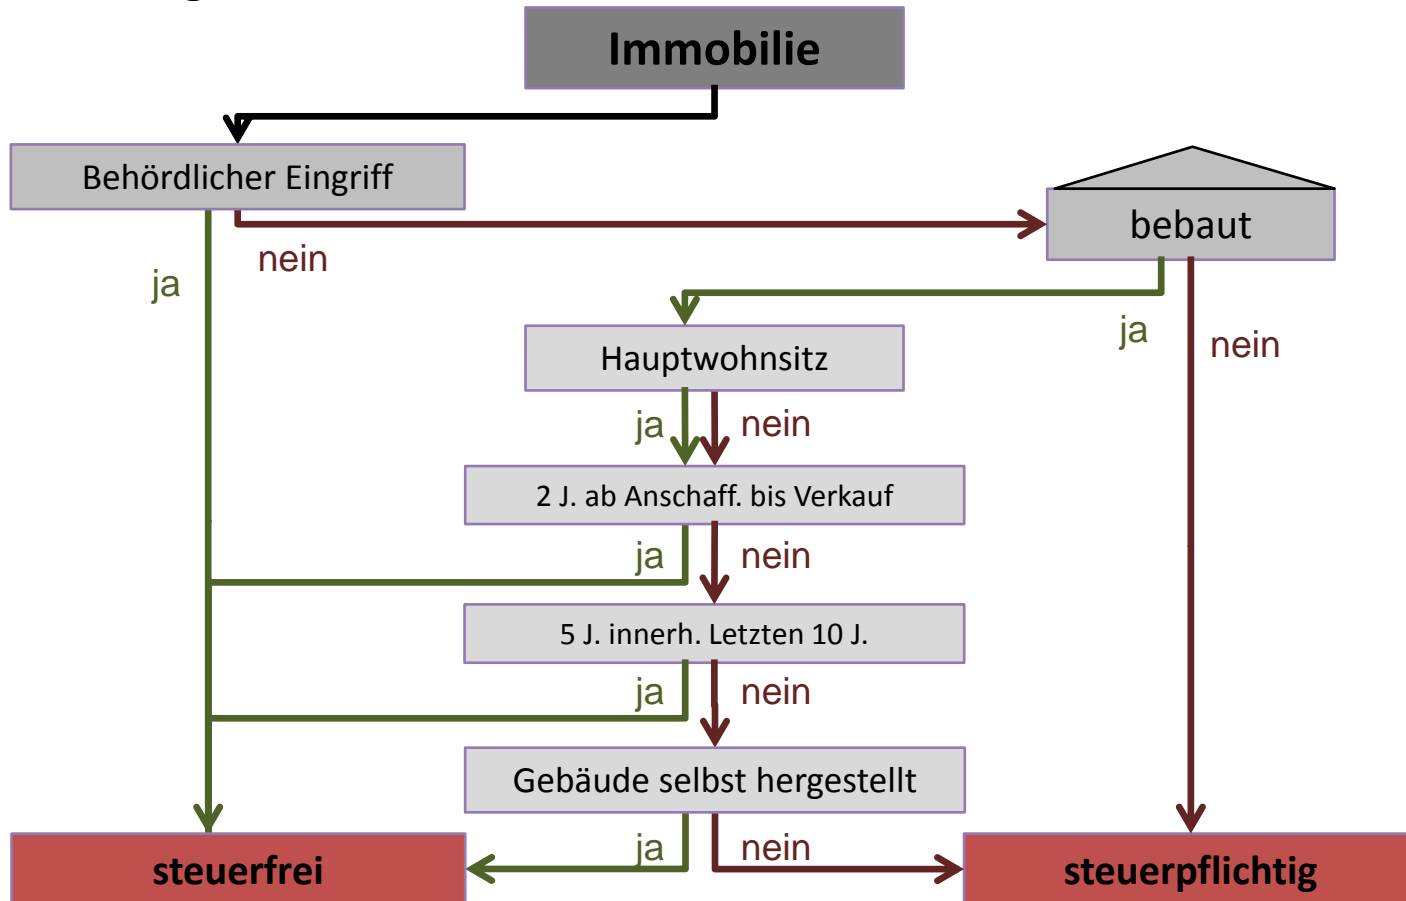 Immobilie
Behördlicher Eingriff
bebaut
nein
ja
ja
nein
Hauptwohnsitz
ja
nein
2 J. ab Anschaff. bis Verkauf
ja
nein
5 J. innerh. Letzten 10 J.
ja
nein
Gebäude selbst hergestellt
ja
nein
steuerfrei
steuerpflichtig